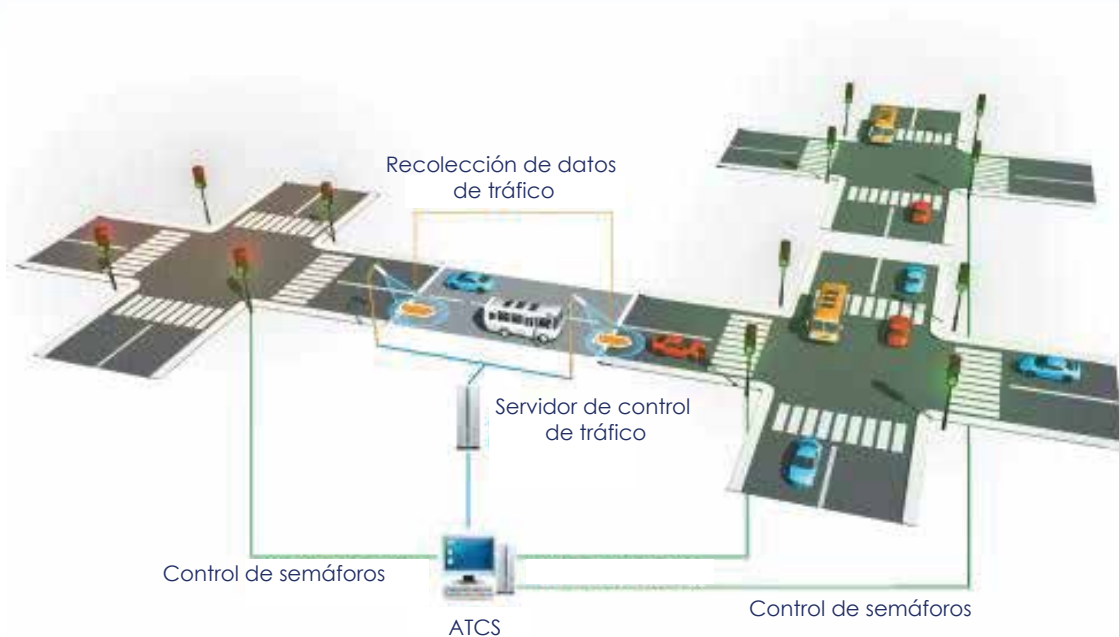 Recolección de datos
de tráfico
Servidor de control
de tráfico
Control de semáforos
Control de semáforos
ATCS